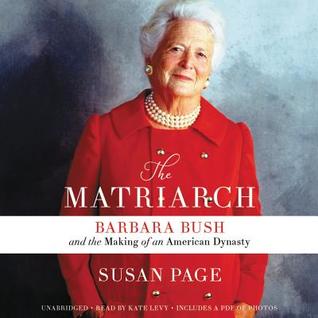 The
MATRIARCH
BARBARA BUSH
and the Making of an American Dynasty
SUSAN PAGE
UNABRIDGED • READ BY KATE LEVY • INCLUDES A PDF OF PHOTOS